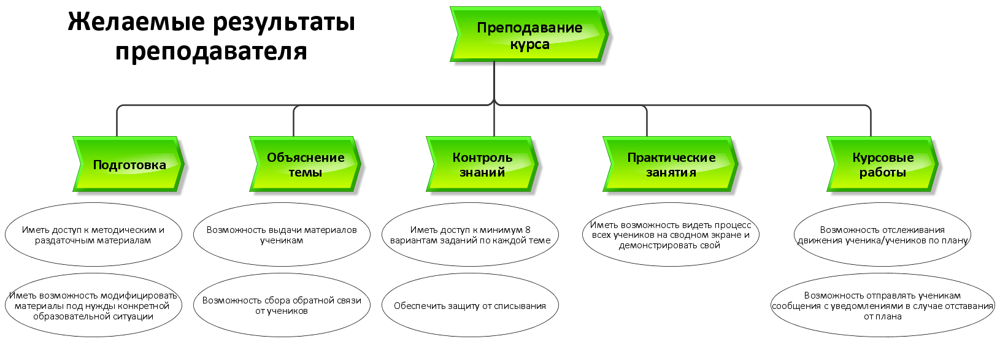 Желаемые результаты
преподавателя
Преподавание
курса
Подготовка
Объяснение
темы
Контроль
знаний
Практические
занятия
Курсовые
работы
Иметь доступ к методическим и
раздаточным материалам
Возможность выдачи материалов
ученикам
Иметь доступ к минимум 8
вариантам заданий по каждой теме
Иметь возможность видеть процесс
всех учеников на сводном экране и
демонстрировать свой
Возможность отслеживания
движения ученика/учеников по плану
Иметь возможность модифицировать
материалы под нужды конкретной
образовательной ситуации
Возможность сбора обратной связи
от учеников
Обеспечить защиту от списывания
Возможность отправлять ученикам
сообщения с уведомлениями в случае отставания
от плана